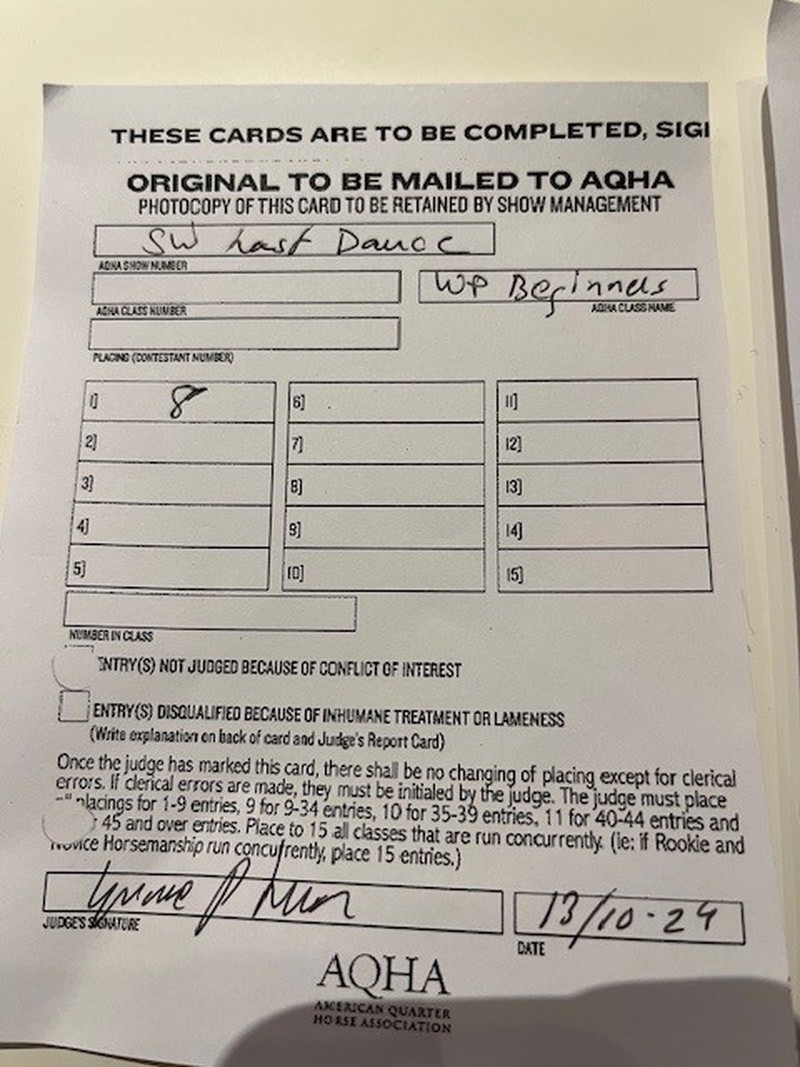 THESE CARDS ARE TO BE COMPLETED, SIG
ORIGINAL TO BE MAILED TO AQHA
PHOTOCOPY OF THIS CARD TO BE RETAINED BY SHOW MANAGEMENT
SW Last Dance
AQHA SHOW NUMBER
WP Beginners
AQHA CLASS NUMBER
AQHA CLASS NAME
PLACING (CONTESTANT NUMBER)
1] 8 6] 11]
2] 7] 12]
3] 8] 13]
4] 9] 14]
5] 10] 15]
NUMBER IN CLASS
ENTRY(S) NOT JUDGED BECAUSE OF CONFLICT OF INTEREST
ENTRY(S) DISQUALIFIED BECAUSE OF INHUMANE TREATMENT OR LAMENESS
(Write explanation on back of card and Judge's Report Card)
Once the judge has marked this card, there shall be no changing of placing except for clerical
errors. If clerical errors are made, they must be initialed by the judge. The judge must place
placings for 1-9 entries, 9 for 9-34 entries, 10 for 35-39 entries, 11 for 40-44 entries and
45 and over entries. Place to 15 all classes that are run concurrently. (ie: if Rookie and
Novice Horsemanship run concurrently, place 15 entries.)
JUDGE'S SIGNATURE
13/10-24
DATE
AQHA
AMERICAN QUARTER
HORSE ASSOCIATION